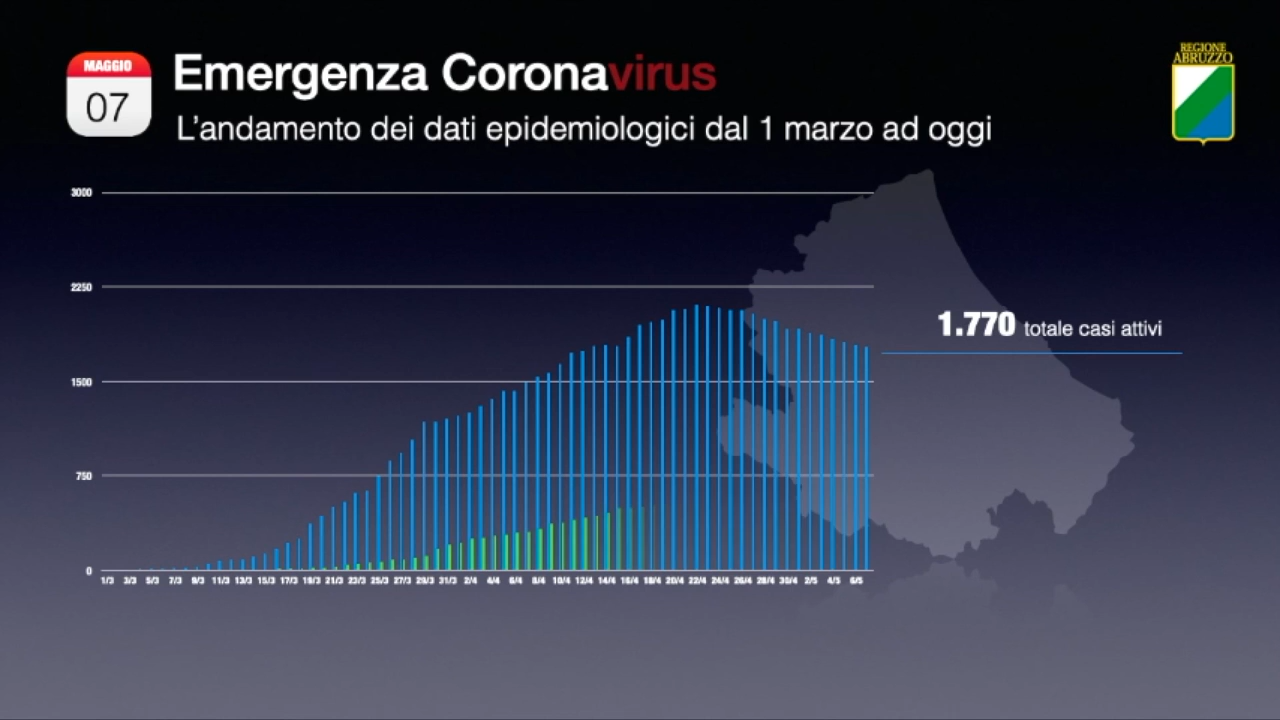 MAGGIO
07
Emergenza Coronavirus
L'andamento dei dati epidemiologici dal 1 marzo ad oggi
REGIONE
ABRUZZO
3000
2250
1.770 totale casi attivi
1500
750
0
1/3 3/3 5/3 7/3 9/3 11/3 13/3 15/3 17/3 19/3 21/3 23/3 25/3 27/3 29/3 31/3 2/4 4/4 6/4 8/4 10/4 12/4 14/4 16/4 18/4 20/4 22/4 24/4 26/4 28/4 30/4 2/5 4/5 6/5